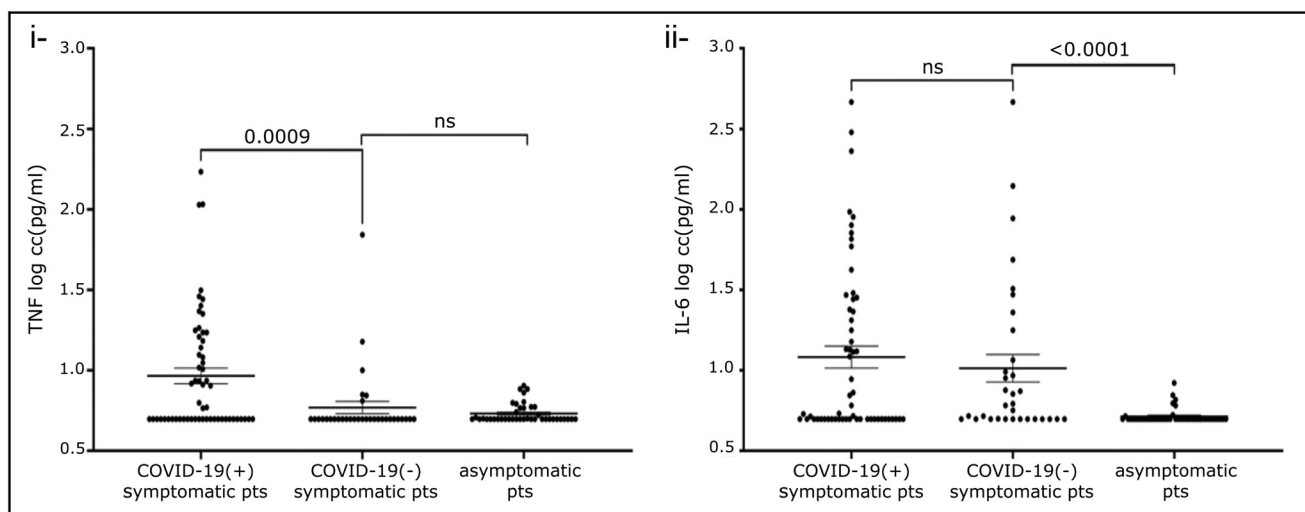 i-
3.0
2.5
2.0
1.5
1.0
0.5
TNF log cc(pg/ml)
0.0009
ns
COVID-19(+)
symptomatic pts
COVID-19(-)
symptomatic pts
asymptomatic
pts
ii-
3.0
2.5
2.0
1.5
1.0
0.5
IL-6 log cc(pg/ml)
ns
<0.0001
COVID-19(+)
symptomatic pts
COVID-19(-)
symptomatic pts
asymptomatic
pts